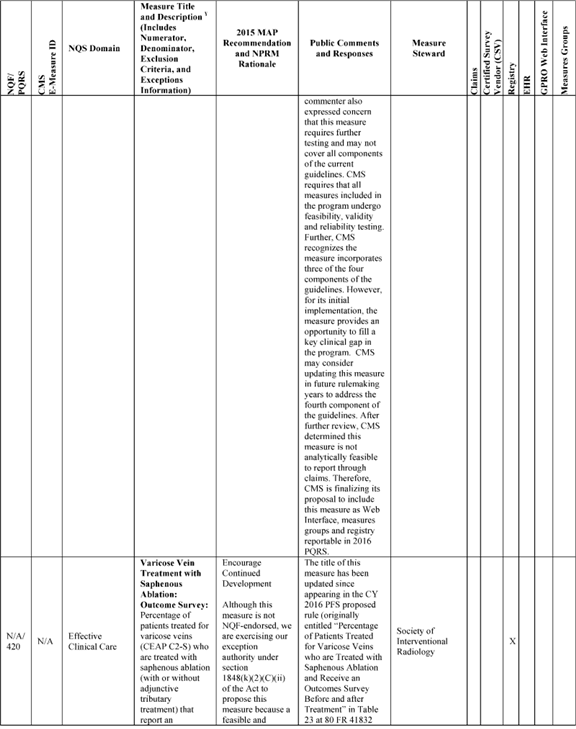 NQF/
PQRS
CMS
E-Measure ID
NQS Domain
Measure Title
and Description ¥
(Includes
Numerator,
Denominator,
Exclusion
Criteria, and
Exceptions
Information)
2015 MAP
Recommendation
and NPRM
Rationale
Public Comments
and Responses
Measure
Steward
Claims
Certified Survey
Vendor (CSV)
Registry
EHR
GPRO Web Interface
Measures Groups
commenter also
expressed concern
that this measure
requires further
testing and may not
cover all components
of the current
guidelines. CMS
requires that all
measures included in
the program undergo
feasibility, validity
and reliability testing.
Further, CMS
recognizes the
measure incorporates
three of the four
components of the
guidelines. However,
for its initial
implementation, the
measure provides an
opportunity to fill a
key clinical gap in
the program. CMS
may consider
updating this measure
in future rulemaking
years to address the
fourth component of
the guidelines. After
further review, CMS
determined this
measure is not
analytically feasible
to report through
claims. Therefore,
CMS is finalizing its
proposal to include
this measure as Web
Interface, measures
groups and registry
reportable in 2016
PQRS.
N/A/
420
N/A
Effective
Clinical Care
Varicose Vein
Treatment with
Saphenous
Ablation:
Outcome Survey:
Percentage of
patients treated for
varicose veins
(CEAP C2-S) who
are treated with
saphenous ablation
(with or without
adjunctive
tributary
treatment) that
report an
Encourage
Continued
Development
Although this
measure is not
NQF-endorsed, we
are exercising our
exception
authority under
section
1848(k)(2)(C)(ii)
of the Act to
propose this
measure because a
feasible and
The title of this
measure has been
updated since
appearing in the CY
2016 PFS proposed
rule (originally
entitled "Percentage
of Patients Treated
for Varicose Veins
who are Treated with
Saphenous Ablation
and Receive an
Outcomes Survey
Before and after
Treatment" in Table
23 at 80 FR 41832
Society of
Interventional
Radiology
X